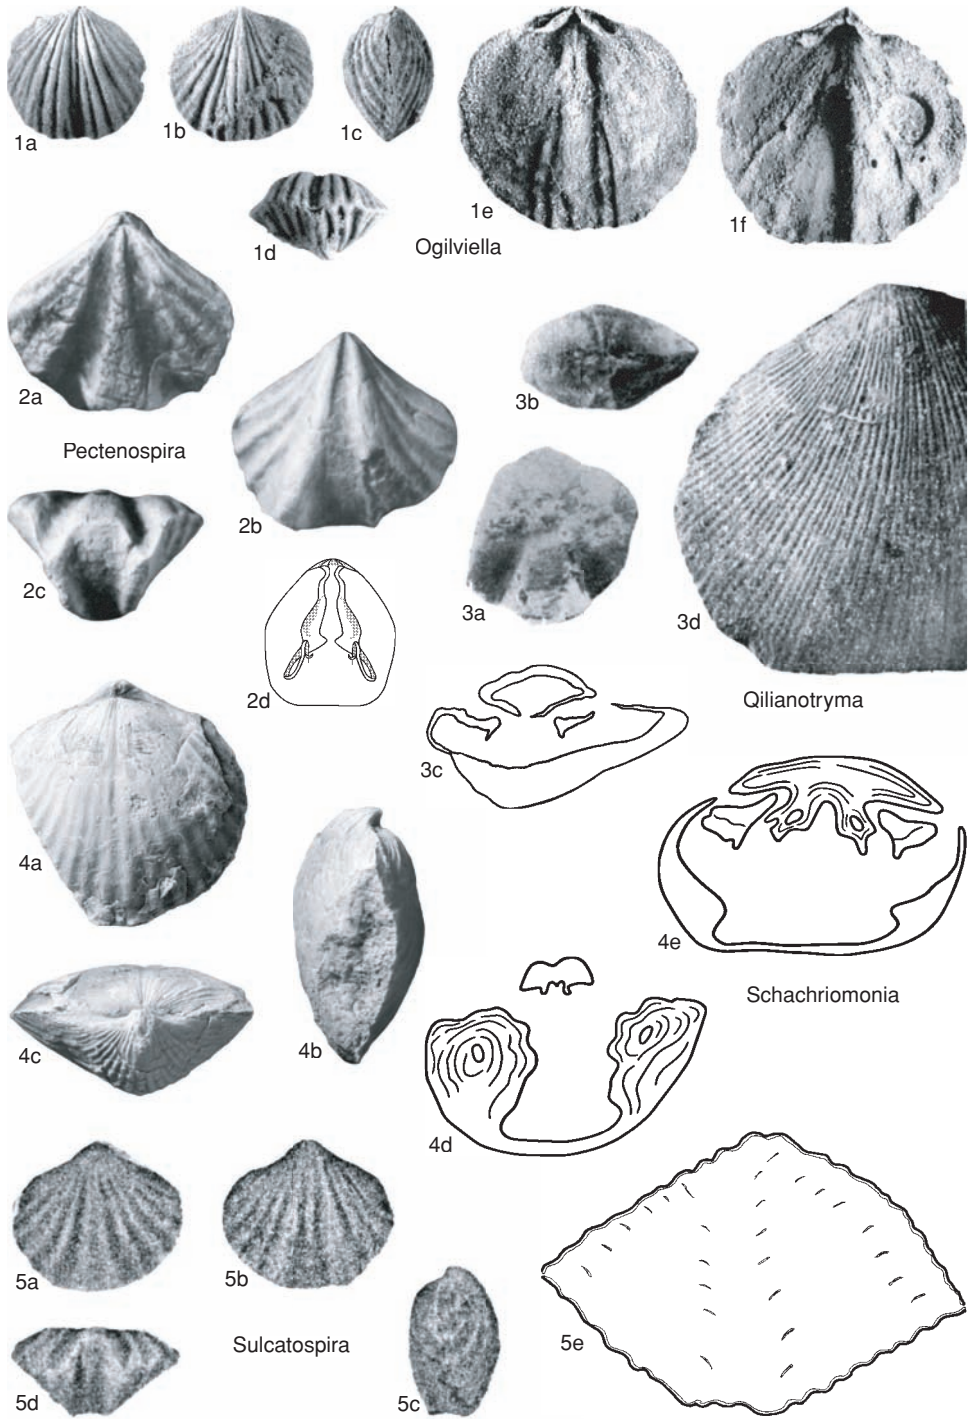 1a
1b
1c
1d
1e
1f
Ogilviella
2a
2b
Pectenospira
2c
2d
3b
3a
3d
Qilianotryma
3c
4a
4b
4c
4e
Schachriomonia
4d
5a
5b
5e
Sulcatospira
5d
5c